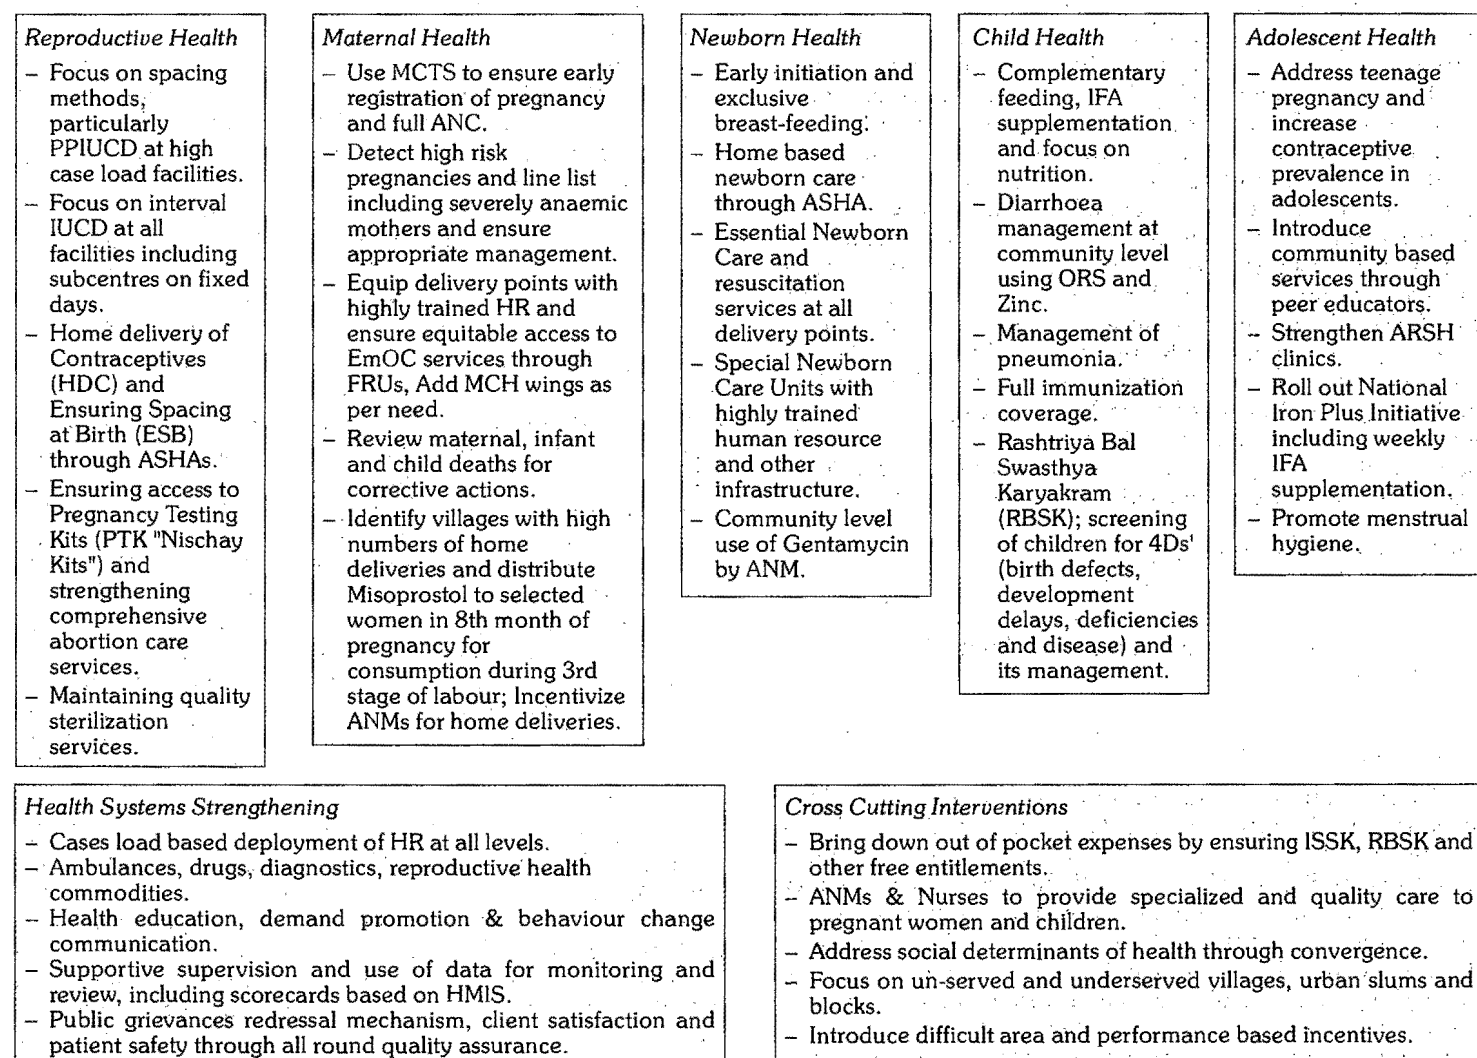 Reproductive Health
– Focus on spacing
methods,
particularly
PPIUCD at high
case load facilities.
– Focus on interval
IUCD at all
facilities including
subcentres on fixed
days.
– Home delivery of
Contraceptives
(HDC) and
Ensuring Spacing
at Birth (ESB)
through ASHAs.
– Ensuring access to
Pregnancy Testing
Kits (PTK "Nischay
Kits") and
strengthening
comprehensive
abortion care
services.
– Maintaining quality
sterilization
services.
Maternal Health
– Use MCTS to ensure early
registration of pregnancy
and full ANC.
– Detect high risk
pregnancies and line list
including severely anaemic
mothers and ensure
appropriate management.
– Equip delivery points with
highly trained HR and
ensure equitable access to
EmOC services through
FRUs, Add MCH wings as
per need.
– Review maternal, infant
and child deaths for
corrective actions.
– Identify villages with high
numbers of home
deliveries and distribute
Misoprostol to selected
women in 8th month of
pregnancy for
consumption during 3rd
stage of labour; Incentivize
ANMs for home deliveries.
Newborn Health
– Early initiation and
exclusive
breast-feeding.
– Home based
newborn care
through ASHA.
– Essential Newborn
Care and
resuscitation
services at all
delivery points.
– Special Newborn
Care Units with
highly trained
human resource
and other
infrastructure.
– Community level
use of Gentamycin
by ANM.
Child Health
– Complementary
feeding, IFA
supplementation
and focus on
nutrition.
– Diarrhoea
management at
community level
using ORS and
Zinc.
– Management of
pneumonia.
– Full immunization
coverage.
– Rashtriya Bal
Swasthya
Karyakram
(RBSK); screening
of children for 4Ds'
(birth defects,
development
delays, deficiencies
and disease) and
its management.
Adolescent Health
– Address teenage
pregnancy and
increase
contraceptive
prevalence in
adolescents.
– Introduce
community based
services through
peer educators.
– Strengthen ARSH
clinics.
– Roll out National
Iron Plus Initiative
including weekly
IFA
supplementation.
– Promote menstrual
hygiene.
Health Systems Strengthening
– Cases load based deployment of HR at all levels.
– Ambulances, drugs, diagnostics, reproductive health
commodities.
– Health education, demand promotion & behaviour change
communication.
– Supportive supervision and use of data for monitoring and
review, including scorecards based on HMIS.
– Public grievances redressal mechanism, client satisfaction and
patient safety through all round quality assurance.
Cross Cutting Interventions
– Bring down out of pocket expenses by ensuring ISSK, RBSK and
other free entitlements.
– ANMs & Nurses to provide specialized and quality care to
pregnant women and children.
– Address social determinants of health through convergence.
– Focus on un-served and underserved villages, urban slums and
blocks.
– Introduce difficult area and performance based incentives.